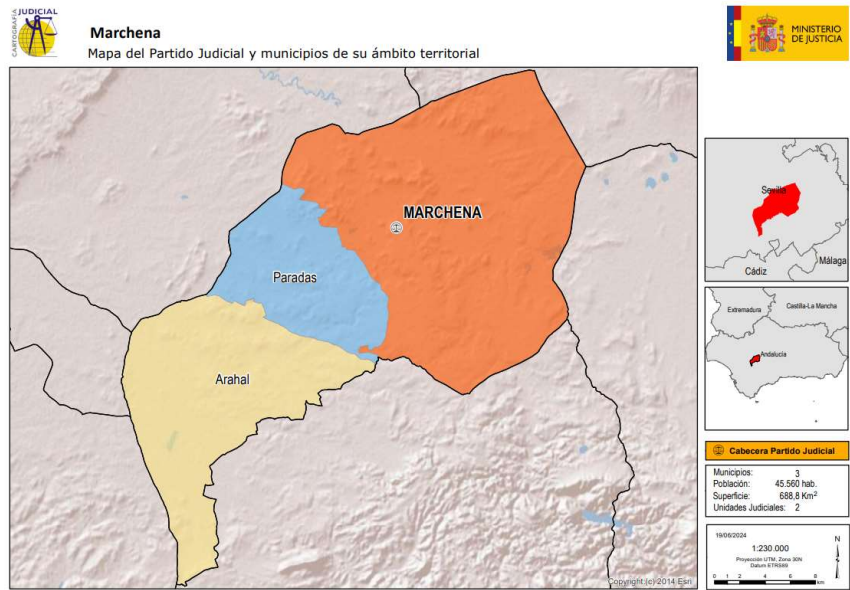 CARTOGRAFÍA JUDICIAL
Marchena
Mapa del Partido Judicial y municipios de su ámbito territorial
MINISTERIO
DE JUSTICIA
MARCHENA
Paradas
Arahal
Copyright:(c) 2014 Esri
Sevilla
Cádiz
Málaga
Extremadura
Castilla-La Mancha
Andalucía
Cabecera Partido Judicial
Municipios: 3
Población: 45.560 hab.
Superficie: 688,8 Km2
Unidades Judiciales: 2
19/06/2024
1:230.000
Proyección UTM, Zona 30N
Datum ETRS89
N
0 1 2 4 6 8
km